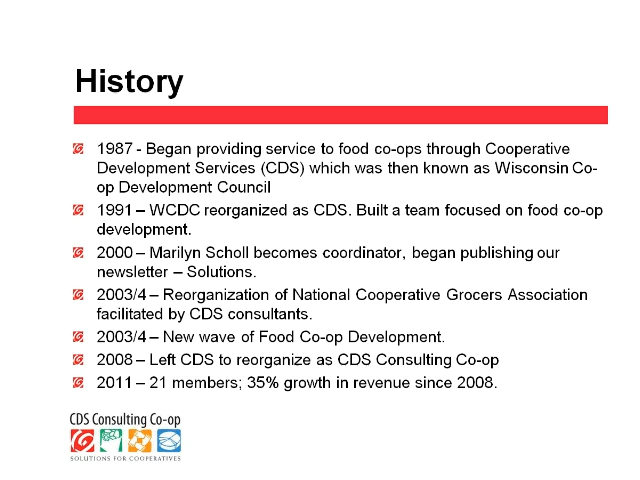 History
1987 - Began providing service to food co-ops through Cooperative
Development Services (CDS) which was then known as Wisconsin Co-
op Development Council
1991 – WCDC reorganized as CDS. Built a team focused on food co-op
development.
2000 – Marilyn Scholl becomes coordinator, began publishing our
newsletter – Solutions.
2003/4 – Reorganization of National Cooperative Grocers Association
facilitated by CDS consultants.
2003/4 – New wave of Food Co-op Development.
2008 – Left CDS to reorganize as CDS Consulting Co-op
2011 – 21 members; 35% growth in revenue since 2008.
CDS Consulting Co-op
SOLUTIONS FOR COOPERATIVES